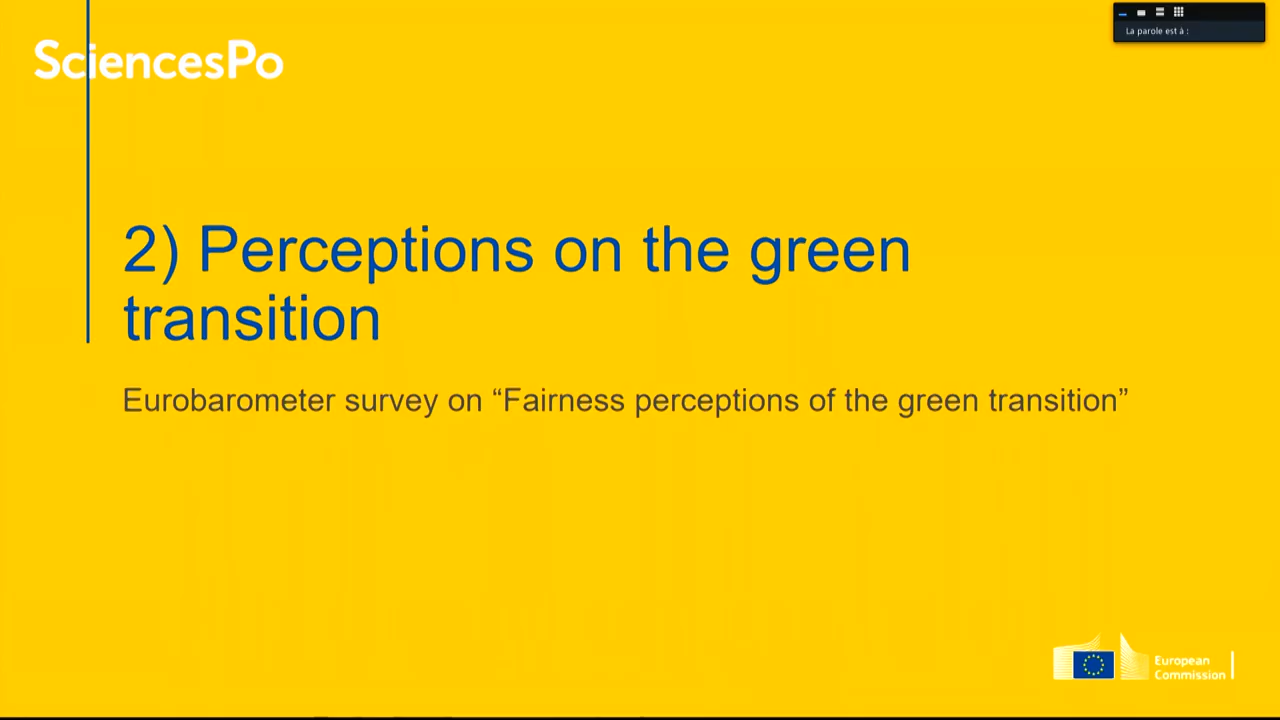 La parole est à :
SciencesPo
2) Perceptions on the green
transition
Eurobarometer survey on “Fairness perceptions of the green transition”
European
Commission